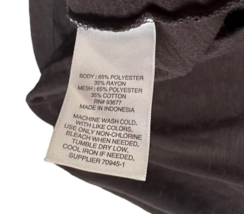 BODY: 65% POLYESTER
35% RAYON
MESH: 65% POLYESTER
35% COTTON
RN# 93677
MADE IN INDONESIA
MACHINE WASH COLD,
WITH LIKE COLORS,
USE ONLY NON-CHLORINE
BLEACH WHEN NEEDED,
TUMBLE DRY LOW,
COOL IRON IF NEEDED,
SUPPLIER 70945-1